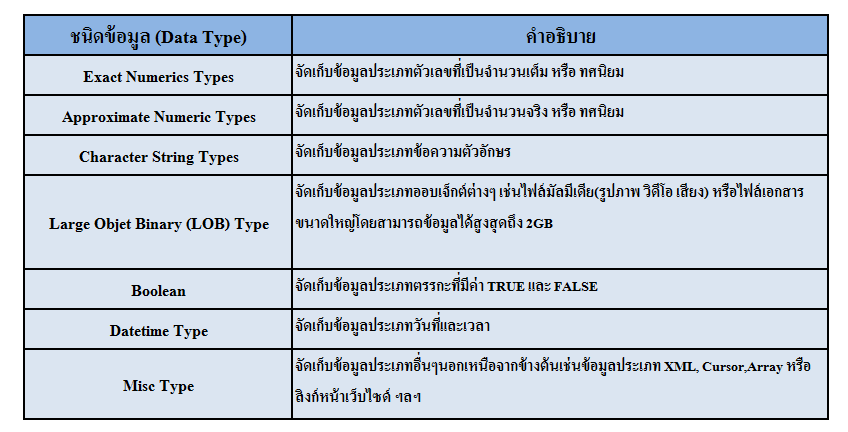 ชนิดข้อมูล (Data Type)
คำอธิบาย
Exact Numerics Types
จัดเก็บข้อมูลประเภทตัวเลขที่เป็นจำนวนเต็ม หรือ ทศนิยม
Approximate Numeric Types
จัดเก็บข้อมูลประเภทตัวเลขที่เป็นจำนวนจริง หรือ ทศนิยม
Character String Types
จัดเก็บข้อมูลประเภทข้อความตัวอักษร
Large Objet Binary (LOB) Type
จัดเก็บข้อมูลประเภทออบเจ็กต์ต่างๆ เช่นไฟล์มัลมีเดีย(รูปภาพ วิดีโอ เสียง) หรือไฟล์เอกสาร
ขนาดใหญ่โดยสามารถข้อมูลได้สูงสุดถึง 2GB
Boolean
จัดเก็บข้อมูลประเภทตรรกะที่มีค่า TRUE และ FALSE
Datetime Type
จัดเก็บข้อมูลประเภทวันที่และเวลา
Misc Type
จัดเก็บข้อมูลประเภทอื่นๆนอกเหนือจากข้างต้นเช่นข้อมูลประเภท XML, Cursor,Array หรือ
ลิงก์หน้าเว็บไซด์ ฯลฯ